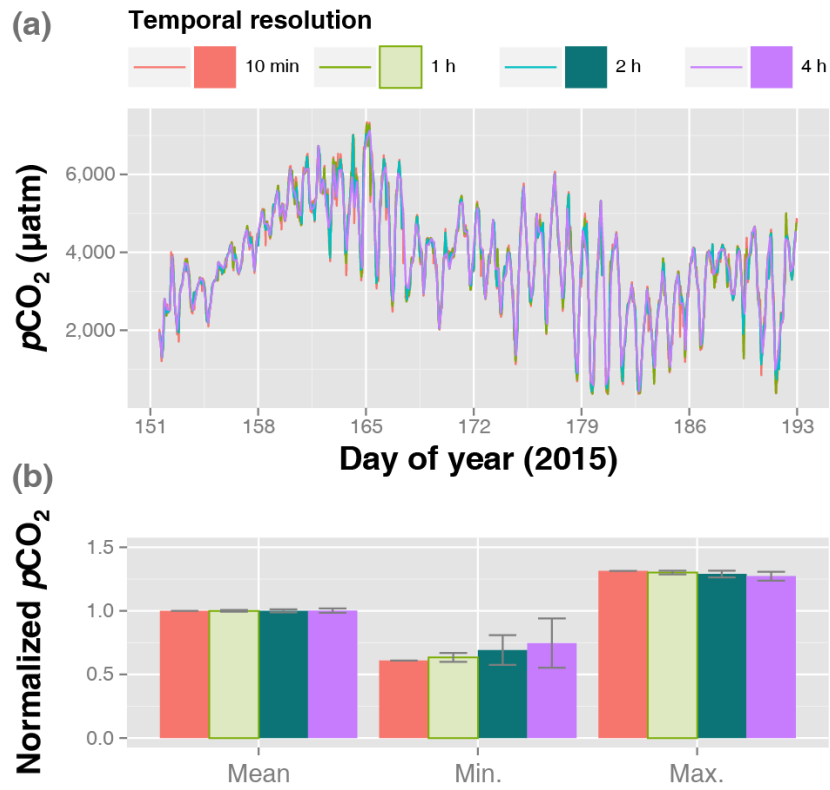 (a)
Temporal resolution
10 min
1 h
2 h
4 h
pCO₂ (µatm)
6,000
4,000
2,000
151
158
165
172
179
186
193
Day of year (2015)
(b)
Normalized pCO₂
1.5
1.0
0.5
0.0
Mean
Min.
Max.